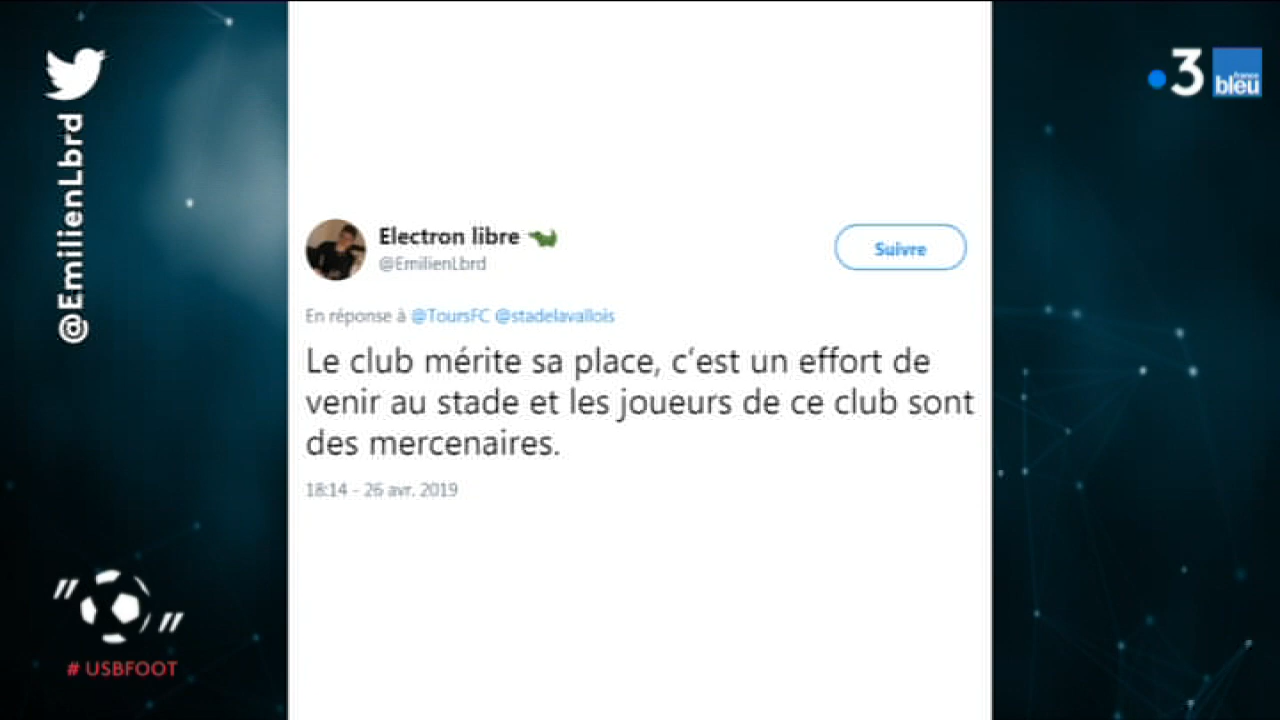 @EmilienLbrd
3
france
bleu
Electron libre
@EmilienLbrd
Suivre
En réponse à @ToursFC @stadelavallois
Le club mérite sa place, c'est un effort de
venir au stade et les joueurs de ce club sont
des mercenaires.
18:14 - 26 avr. 2019
# USBFOOT